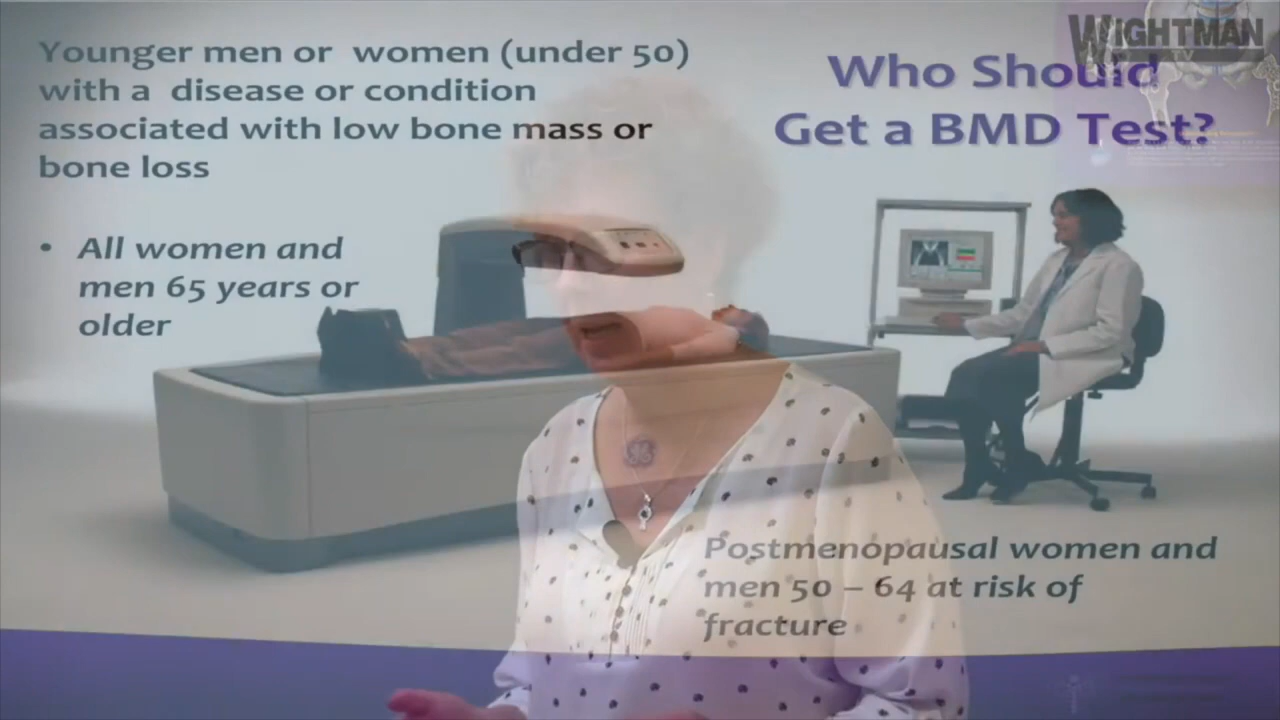 Younger men or women (under 50)
with a disease or condition
associated with low bone mass or
bone loss
• All women and
men 65 years or
older
Who Should
Get a BMD Test?
WIGHTMAN
Postmenopausal women and
men 50 – 64 at risk of
fracture